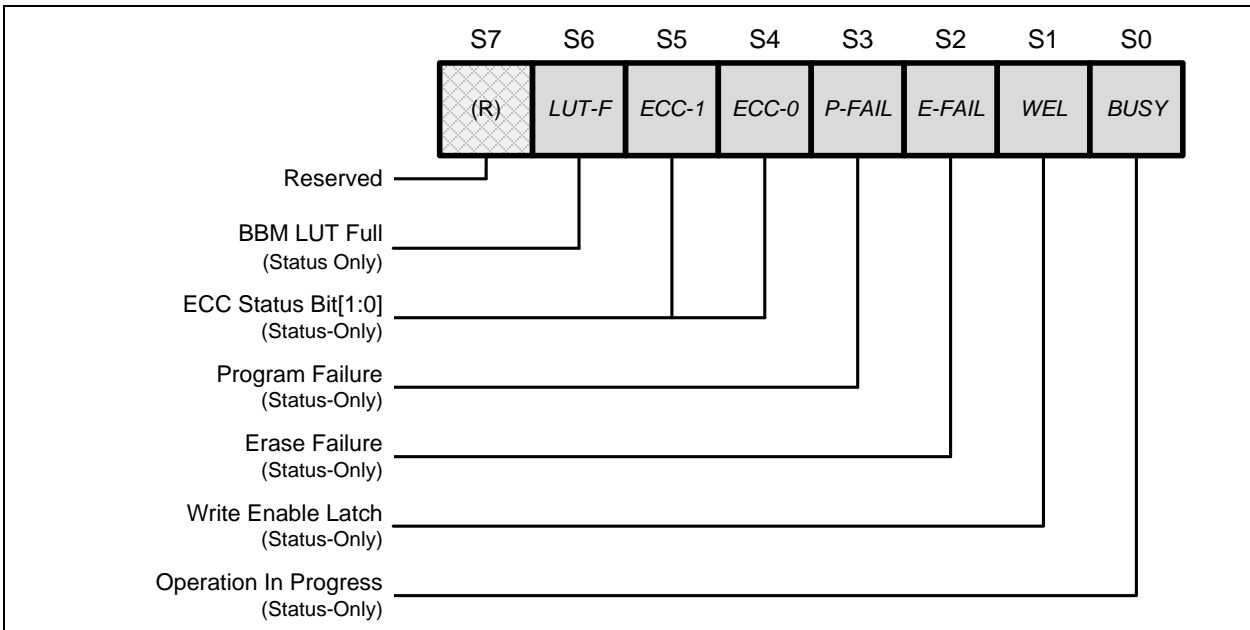 S7 S6 S5 S4 S3 S2 S1 S0
(R) LUT-F ECC-1 ECC-0 P-FAIL E-FAIL WEL BUSY
Reserved
BBM LUT Full
(Status Only)
ECC Status Bit[1:0]
(Status-Only)
Program Failure
(Status-Only)
Erase Failure
(Status-Only)
Write Enable Latch
(Status-Only)
Operation In Progress
(Status-Only)